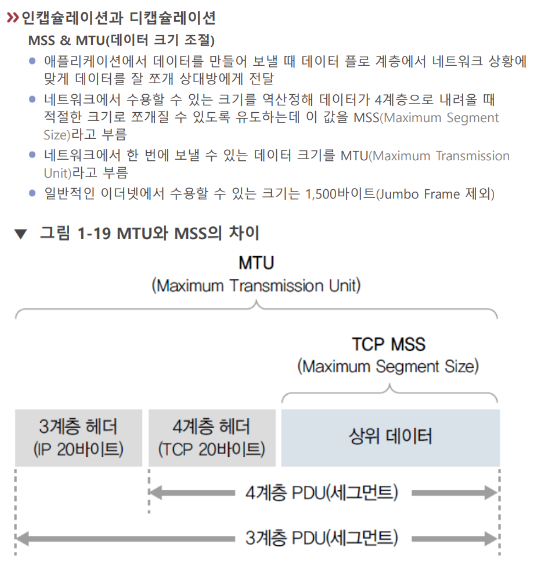 »인캡슐레이션과 디캡슐레이션
MSS & MTU(데이터 크기 조절)
● 애플리케이션에서 데이터를 만들어 보낼 때 데이터 플로 계층에서 네트워크 상황에
맞게 데이터를 잘 쪼개 상대방에게 전달
● 네트워크에서 수용할 수 있는 크기를 역산정해 데이터가 4계층으로 내려올 때
적절한 크기로 쪼개질 수 있도록 유도하는데 이 값을 MSS(Maximum Segment
Size)라고 부름
● 네트워크에서 한 번에 보낼 수 있는 데이터 크기를 MTU(Maximum Transmission
Unit)라고 부름
● 일반적인 이더넷에서 수용할 수 있는 크기는 1,500바이트(Jumbo Frame 제외)
▼ 그림 1-19 MTU와 MSS의 차이
MTU
(Maximum Transmission Unit)
TCP MSS
(Maximum Segment Size)
3계층 헤더
(IP 20바이트)
4계층 헤더
(TCP 20바이트)
상위 데이터
4계층 PDU(세그먼트)
3계층 PDU(세그먼트)